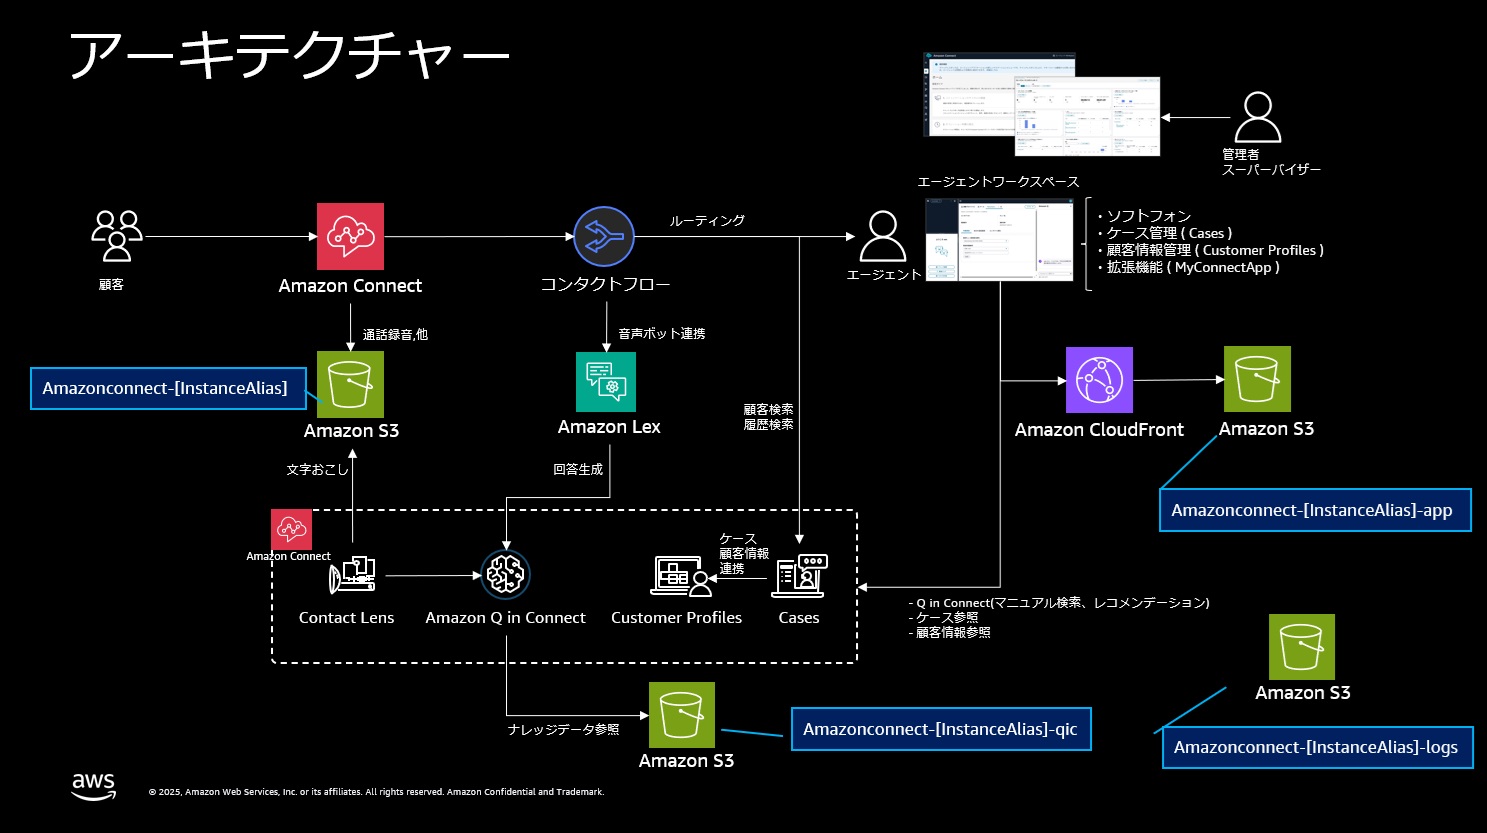 アーキテクチャー
管理者
スーパーバイザー
エージェントワークスペース
ルーティング
・ソフトフォン
・ケース管理 ( Cases )
・顧客情報管理 ( Customer Profiles )
・拡張機能 ( MyConnectApp )
顧客
Amazon Connect
コンタクトフロー
エージェント
通話録音,他
音声ボット連携
Amazonconnect-[InstanceAlias]
Amazon S3
Amazon Lex
顧客検索
履歴検索
Amazon CloudFront
Amazon S3
文字おこし
回答生成
Amazonconnect-[InstanceAlias]-app
Amazon Connect
ケース
顧客情報
連携
Contact Lens
Amazon Q in Connect
Customer Profiles
Cases
- Q in Connect(マニュアル検索、レコメンデーション)
- ケース参照
- 顧客情報参照
Amazon S3
ナレッジデータ参照
Amazonconnect-[InstanceAlias]-qic
Amazonconnect-[InstanceAlias]-logs
Amazon S3
aws
© 2025, Amazon Web Services, Inc. or its affiliates. All rights reserved. Amazon Confidential and Trademark.